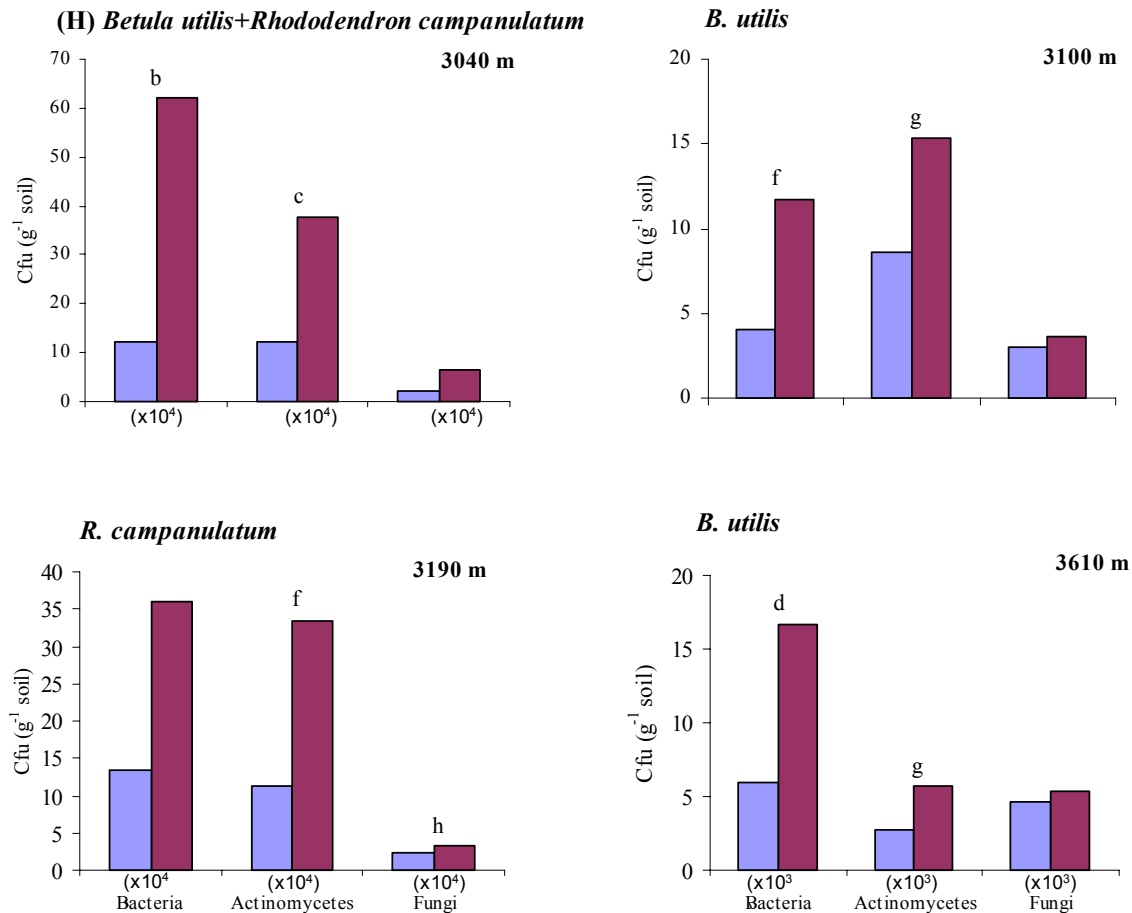 (H) Betula utilis+Rhododendron campanulatum
3040 m
70
60
50
40
30
20
10
0
Cfu (g⁻¹ soil)
b
c
(x10⁴)
(x10⁴)
(x10⁴)
B. utilis
3100 m
20
15
10
5
0
Cfu (g⁻¹ soil)
f
g
R. campanulatum
3190 m
40
35
30
25
20
15
10
5
0
Cfu (g⁻¹ soil)
f
h
(x10⁴
(x10⁴)
(x10⁴)
Bacteria
Actinomycetes
Fungi
B. utilis
3610 m
20
15
10
5
0
Cfu (g⁻¹ soil)
d
g
(x10³
(x10³)
(x10³)
Bacteria
Actinomycetes
Fungi